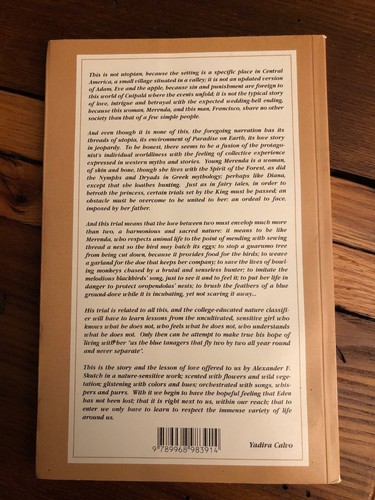 This is not utopian, because the setting is a specific place in Central
America, a small village situated in a valley; it is not an updated version
of Adam, Eve and the apple, because sin and punishment are foreign to
this world of Cuipala where the events unfold; it is not the typical story
of love, intrigue and betrayal with the expected wedding-bell ending,
because this woman, Merenda, and this man, Francisco, share no other
society than that of a few simple people.
And even though it is none of this, the foregoing narration has its
threads of utopia, its environment of Paradise on Earth, its love story
in jeopardy. To be honest, there seems to be a fusion of the protago-
nist's individual worldliness with the feeling of collective experience
expressed in western myths and stories. Young Merenda is a woman,
of skin and bone, though she lives with the Spirit of the Forest, as did
the Nymphs and Dryads in Greek mythology; perhaps like Diana,
except that she loathes hunting. Just as in fairy tales, in order to
betroth the princess, certain trials set by the King must be passed; an
obstacle must be overcome to be united to her: an ordeal to face,
imposed by her father.
And this trial means that the love between two must envelop much more
than two, a harmonious and sacred nature: it means to be like
Merenda, who respects animal life to the point of mending with sewing
thread a nest so the bird may hatch its eggs; to stop a guarumo tree
from being cut down, because it provides food for the birds; to weave
a garland for the doe that keeps her company; to save the lives of bowl-
ing monkeys chased by a brutal and senseless hunter; to imitate the
melodious blackbirds' song, just to see it and to feel it; to put her life in
danger to protect oropendolas' nests; to brush the feathers of a blue
ground-dove while it is incubating, yet not scaring it away...
His trial is related to all this, and the college-educated nature classifi-
er will have to learn lessons from the uncultivated, sensitive girl who
knows what he does not, who feels what he does not, who understands
what he does not. Only then can he attempt to make true his hope of
living with her "as the blue tanagers that fly two by two all year round
and never separate".
This is the story and the lesson of love offered to us by Alexander F.
Skutch in a nature-sensitive work; scented with flowers and wild vege-
tation; glistening with colors and hues; orchestrated with songs, whis-
pers and purrs. With it we begin to have the hopeful feeling that Eden
has not been lost; that it is right next to us, within our reach; that to
enter we only have to learn to respect the immense variety of life
around us.
9789968983914
Yadira Calvo